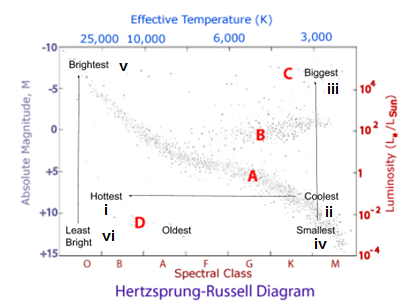 Effective Temperature (K)
25,000 10,000 6,000 3,000
-10
Brightest v
C Biggest
iii
10⁴
-5
B
10²
0
Absolute Magnitude, M
Luminosity (L*/LSun)
+5
A
1
Hottest Coolest
i ii
+10
D
10⁻²
Least
Bright
vi
Oldest
Smallest
iv
+15
10⁻⁴
O B A F G K M
Spectral Class
Hertzsprung-Russell Diagram